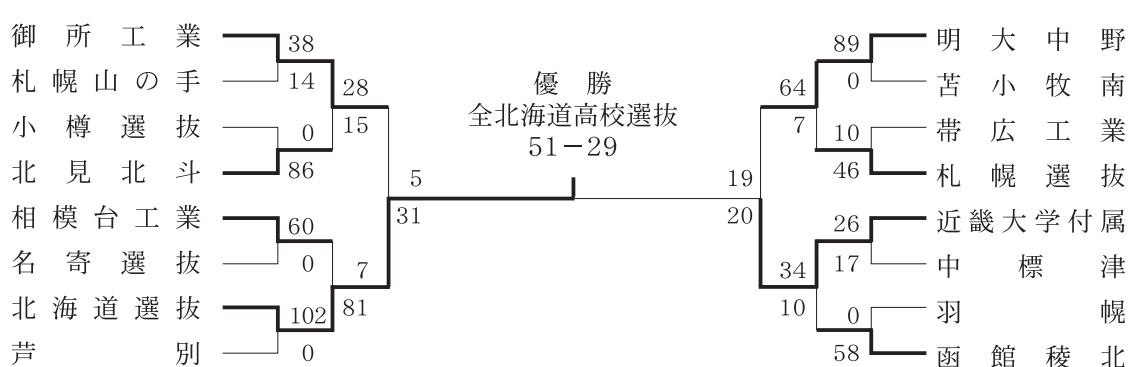 御所工業
38
札幌山の手
14
28
小樽選抜
0
15
北見北斗
86
5
相模台工業
60
31
名寄選抜
0
7
北海道選抜
102
81
芦別
0
優勝
全北海道高校選抜
51－29
89
明大中野
0
苫小牧南
64
7
10
帯広工業
46
札幌選抜
19
20
26
近畿大学付属
17
中標津
34
10
0
羽幌
58
函館稜北